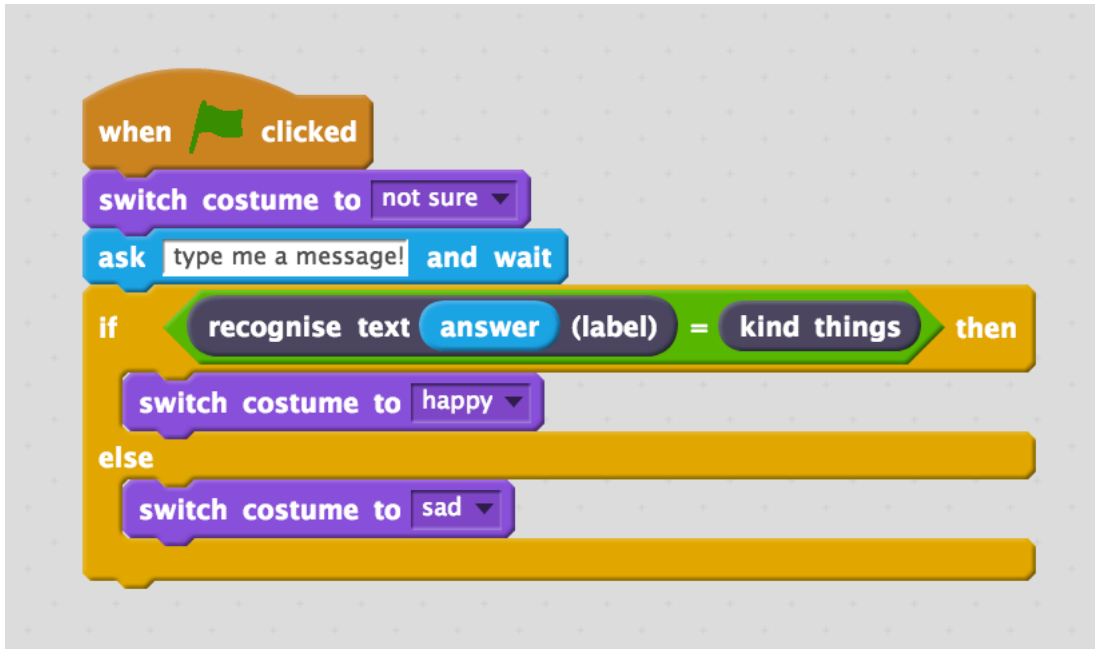 when clicked
switch costume to not sure
ask type me a message! and wait
if recognise text answer (label) = kind things then
switch costume to happy
else
switch costume to sad